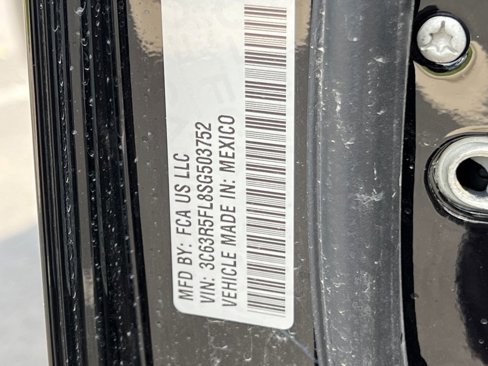 MFD BY: FCA US LLC
VIN: 3C63R5FL8SG503752
VEHICLE MADE IN: MEXICO